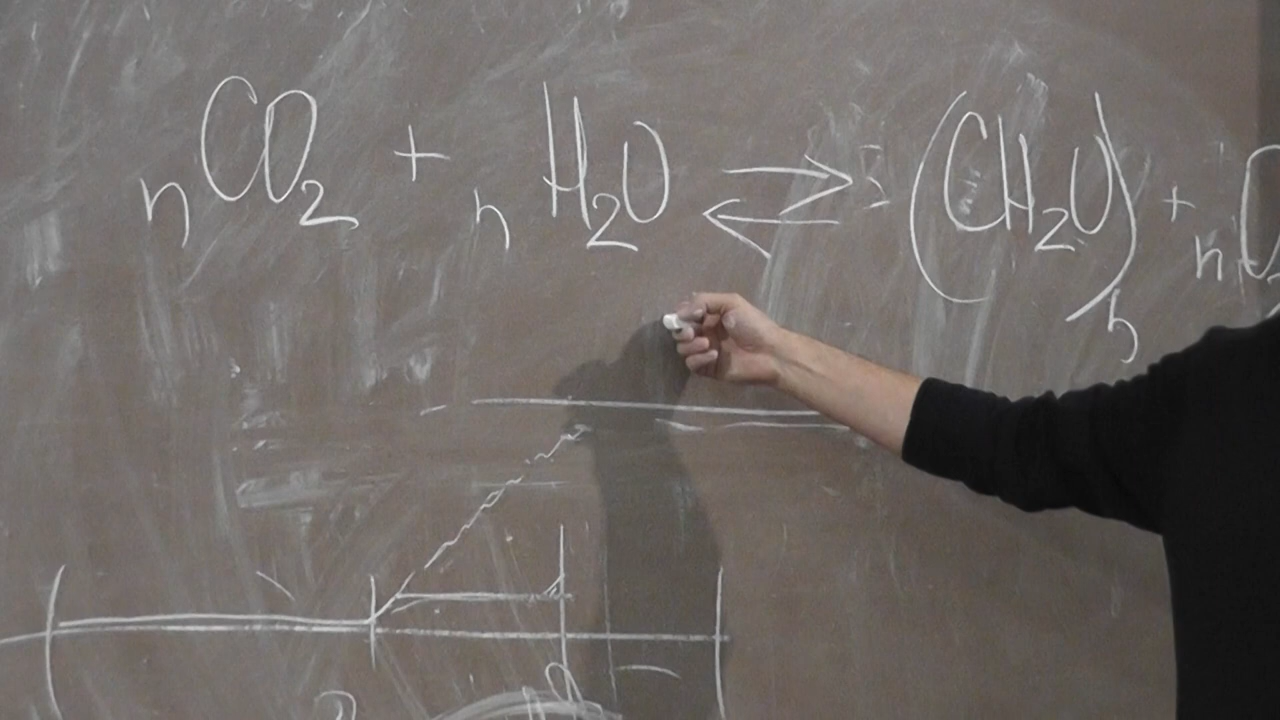 nCO₂ + nH₂O ⇄ (CH₂O)n + nO₂